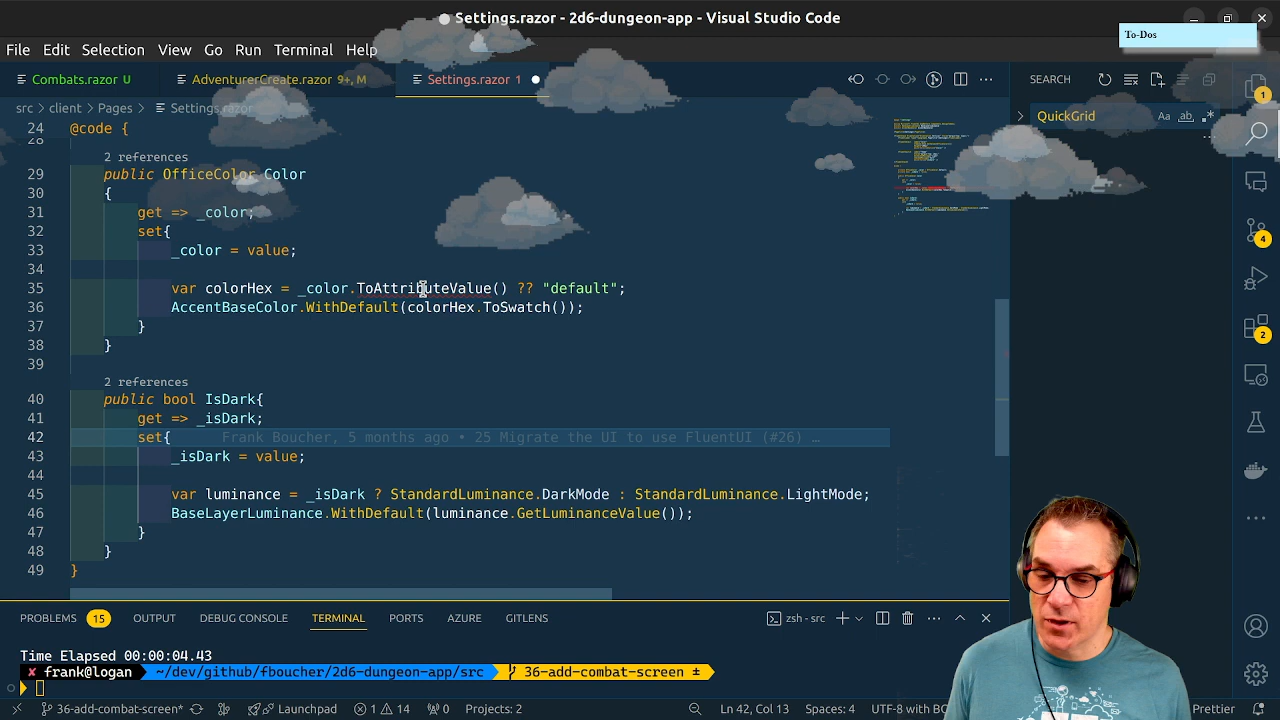 Settings.razor - 2d6-dungeon-app - Visual Studio Code
To-Dos
File Edit Selection View Go Run Terminal Help
Combats.razor U AdventurerCreate.razor 9+, M Settings.razor 1
SEARCH
src > client > Pages > Settings.razor
QuickGrid
24 @code {
2 references
29 public OfficeColor Color
30 {
31 get => _color;
32 set{
33 _color = value;
34
35 var colorHex = _color.ToAttributeValue() ?? "default";
36 AccentBaseColor.WithDefault(colorHex.ToSwatch());
37 }
38 }
39
2 references
40 public bool IsDark{
41 get => _isDark;
42 set{ Frank Boucher, 5 months ago • 25 Migrate the UI to use FluentUI (#26) …
43 _isDark = value;
44
45 var luminance = _isDark ? StandardLuminance.DarkMode : StandardLuminance.LightMode;
46 BaseLayerLuminance.WithDefault(luminance.GetLuminanceValue());
47 }
48 }
49 }
PROBLEMS 15 OUTPUT DEBUG CONSOLE TERMINAL PORTS AZURE GITLENS
zsh - src
Time Elapsed 00:00:04.43
✘ frank@logan ~/dev/github/fboucher/2d6-dungeon-app/src 36-add-combat-screen ±
36-add-combat-screen* Launchpad 1 14 0 Projects: 2 Ln 42, Col 13 Spaces: 4 UTF-8 with BO Prettier
1
4
2